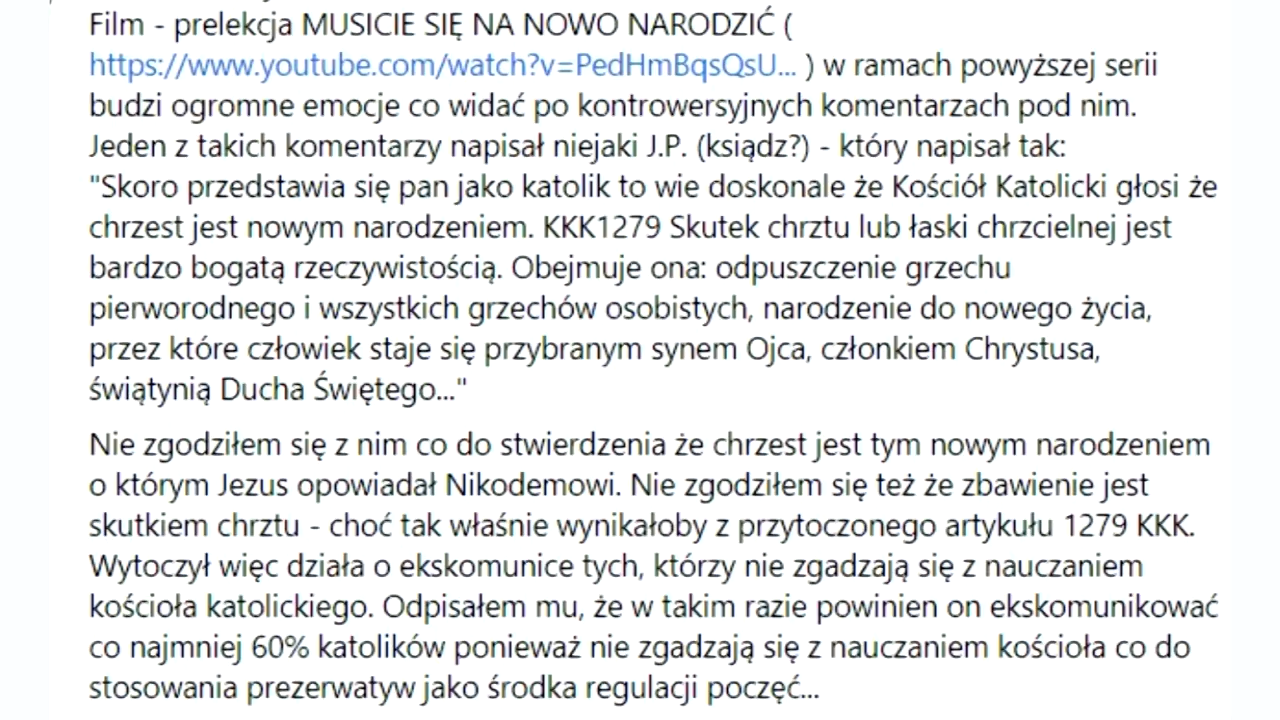 Film - prelekcja MUSICIE SIĘ NA NOWO NARODZIĆ (
https://www.youtube.com/watch?v=PedHmBqsQsU... ) w ramach powyższej serii
budzi ogromne emocje co widać po kontrowersyjnych komentarzach pod nim.
Jeden z takich komentarzy napisał niejaki J.P. (ksiądz?) - który napisał tak:
"Skoro przedstawia się pan jako katolik to wie doskonale że Kościół Katolicki głosi że
chrzest jest nowym narodzeniem. KKK1279 Skutek chrztu lub łaski chrzcielnej jest
bardzo bogatą rzeczywistością. Obejmuje ona: odpuszczenie grzechu
pierworodnego i wszystkich grzechów osobistych, narodzenie do nowego życia,
przez które człowiek staje się przybranym synem Ojca, członkiem Chrystusa,
świątynią Ducha Świętego..."
Nie zgodziłem się z nim co do stwierdzenia że chrzest jest tym nowym narodzeniem
o którym Jezus opowiadał Nikodemowi. Nie zgodziłem się też że zbawienie jest
skutkiem chrztu - choć tak właśnie wynikałoby z przytoczonego artykułu 1279 KKK.
Wytoczył więc działa o ekskomunice tych, którzy nie zgadzają się z nauczaniem
kościoła katolickiego. Odpisałem mu, że w takim razie powinien on ekskomunikować
co najmniej 60% katolików ponieważ nie zgadzają się z nauczaniem kościoła co do
stosowania prezerwatyw jako środka regulacji poczęć...